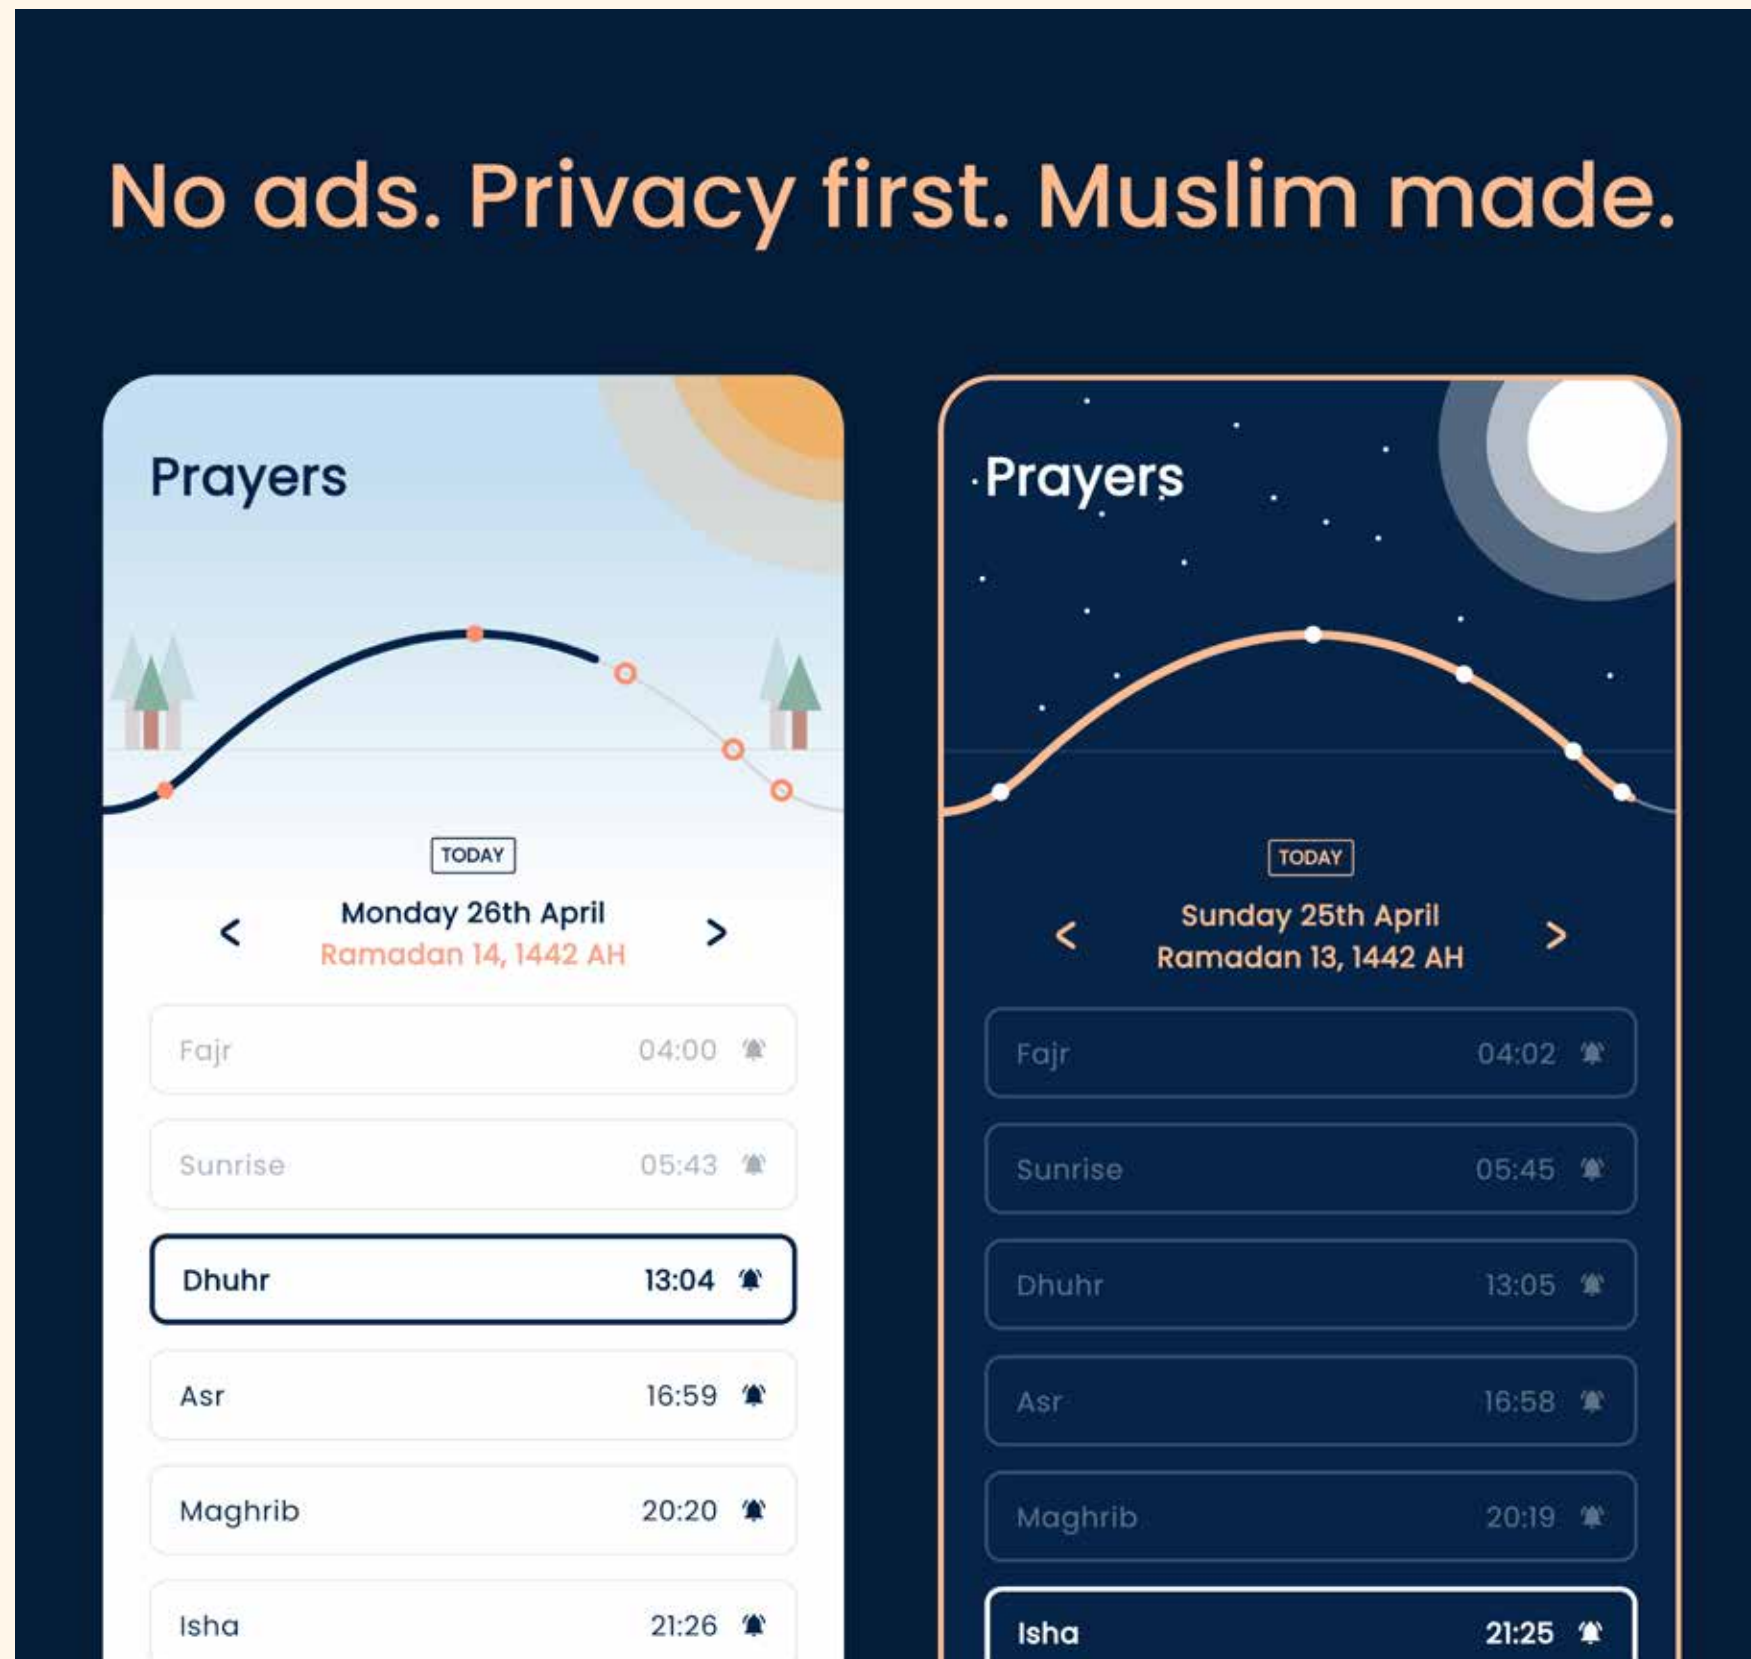 No ads. Privacy first. Muslim made.
Prayers
TODAY
< Monday 26th April >
Ramadan 14, 1442 AH
Fajr 04:00
Sunrise 05:43
Dhuhr 13:04
Asr 16:59
Maghrib 20:20
Isha 21:26
Prayers
TODAY
< Sunday 25th April >
Ramadan 13, 1442 AH
Fajr 04:02
Sunrise 05:45
Dhuhr 13:05
Asr 16:58
Maghrib 20:19
Isha 21:25